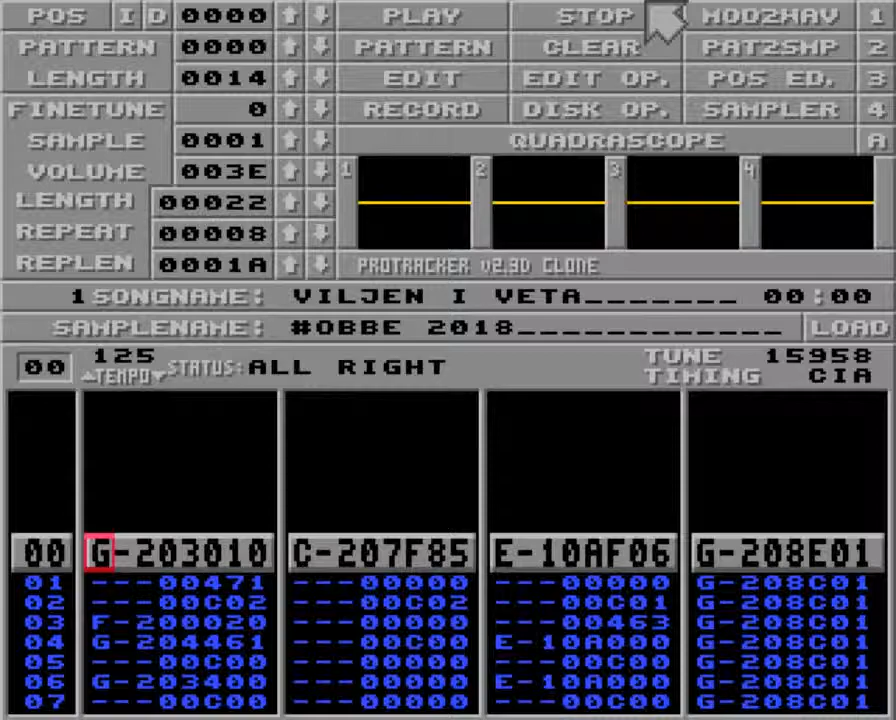 POS I D 0000 PLAY STOP MOD2WAV 1
PATTERN 0000 PATTERN CLEAR PAT2SMP 2
LENGTH 0014 EDIT EDIT OP. POS ED. 3
FINETUNE 0 RECORD DISK OP. SAMPLER 4
SAMPLE 0001 QUADRASCOPE A
VOLUME 003E 1 2 3 4
LENGTH 00022
REPEAT 00008
REPLEN 0001A PROTRACKER V2.3D CLONE
1 SONGNAME: VILJEN I VETA_______ 00:00
SAMPLENAME: #OBBE 2018____________ LOAD
00 125 TEMPO STATUS: ALL RIGHT TUNE 15958
TIMING CIA
00 G-203010 C-207F85 E-10AF06 G-208E01
01 ---00471 ---00000 ---00000 G-208C01
02 ---00C02 ---00C02 ---00C01 G-208C01
03 F-200020 ---00000 ---00463 G-208C01
04 G-204461 ---00C00 E-10A000 G-208C01
05 ---00C00 ---00000 ---00C00 G-208C01
06 G-203400 ---00000 E-10A000 G-208C01
07 ---00C00 ---00000 ---00C00 G-208C01